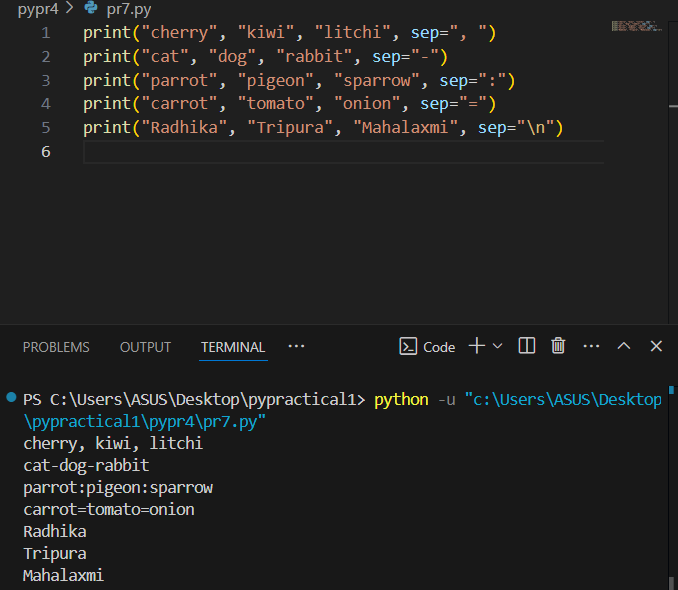 pypr4 > pr7.py
1 print("cherry", "kiwi", "litchi", sep=", ")
2 print("cat", "dog", "rabbit", sep="-")
3 print("parrot", "pigeon", "sparrow", sep=":")
4 print("carrot", "tomato", "onion", sep="=")
5 print("Radhika", "Tripura", "Mahalaxmi", sep="\n")
6
PROBLEMS OUTPUT TERMINAL ··· Code
PS C:\Users\ASUS\Desktop\pypractical1> python -u "c:\Users\ASUS\Desktop
\pypractical1\pypr4\pr7.py"
cherry, kiwi, litchi
cat-dog-rabbit
parrot:pigeon:sparrow
carrot=tomato=onion
Radhika
Tripura
Mahalaxmi